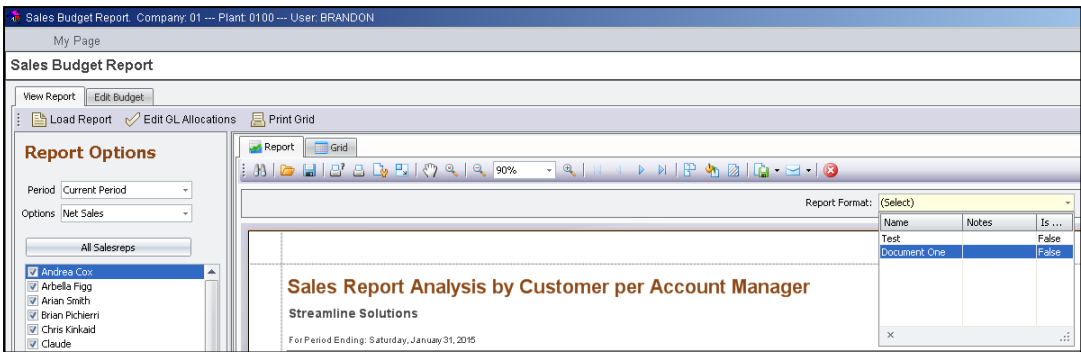 Sales Budget Report. Company: 01 --- Plant: 0100 --- User: BRANDON
My Page
Sales Budget Report
View Report Edit Budget
Load Report Edit GL Allocations Print Grid
Report Options
Period Current Period
Options Net Sales
All Salesreps
Andrea Cox
Arbella Figg
Arian Smith
Brian Pichierri
Chris Kinkaid
Claude
Report Grid
90%
Report Format: (Select)
Name Notes Is ...
Test False
Document One False
Sales Report Analysis by Customer per Account Manager
Streamline Solutions
For Period Ending: Saturday, January 31, 2015